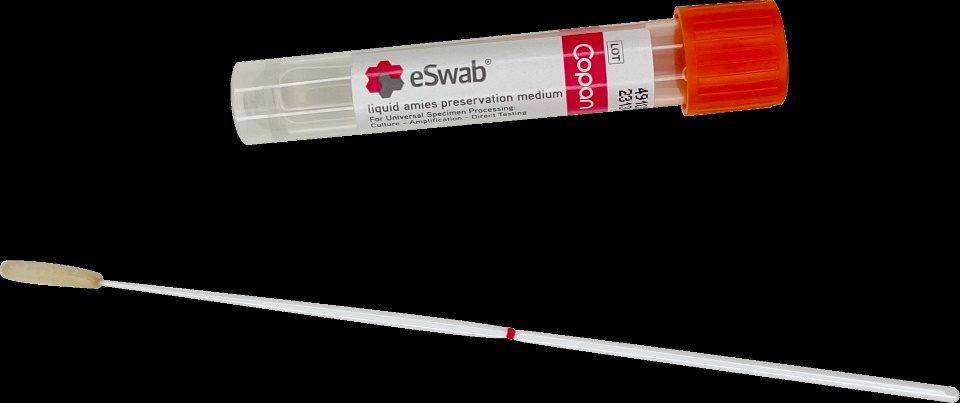 eSwab®
liquid amies preservation medium
For Universal Specimen Processing:
Culture - Amplification - Direct Testing
Copan
LOT